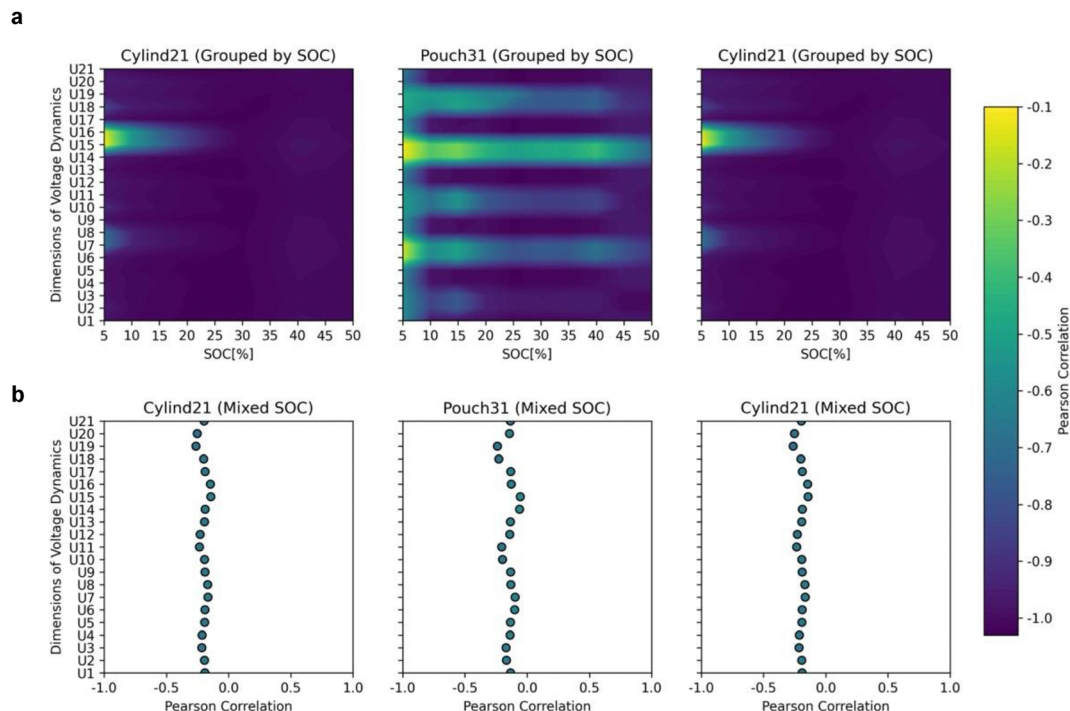 a
Cylind21 (Grouped by SOC)
Pouch31 (Grouped by SOC)
Cylind21 (Grouped by SOC)
Dimensions of Voltage Dynamics
U21
U20
U19
U18
U17
U16
U15
U14
U13
U12
U11
U10
U9
U8
U7
U6
U5
U4
U3
U2
U1
5 10 15 20 25 30 35 40 45 50
5 10 15 20 25 30 35 40 45 50
5 10 15 20 25 30 35 40 45 50
SOC[%]
SOC[%]
SOC[%]
-0.1
-0.2
-0.3
-0.4
-0.5
-0.6
-0.7
-0.8
-0.9
-1.0
Pearson Correlation
b
Cylind21 (Mixed SOC)
Pouch31 (Mixed SOC)
Cylind21 (Mixed SOC)
Dimensions of Voltage Dynamics
U21
U20
U19
U18
U17
U16
U15
U14
U13
U12
U11
U10
U9
U8
U7
U6
U5
U4
U3
U2
U1
-1.0 -0.5 0.0 0.5 1.0
-1.0 -0.5 0.0 0.5 1.0
-1.0 -0.5 0.0 0.5 1.0
Pearson Correlation
Pearson Correlation
Pearson Correlation